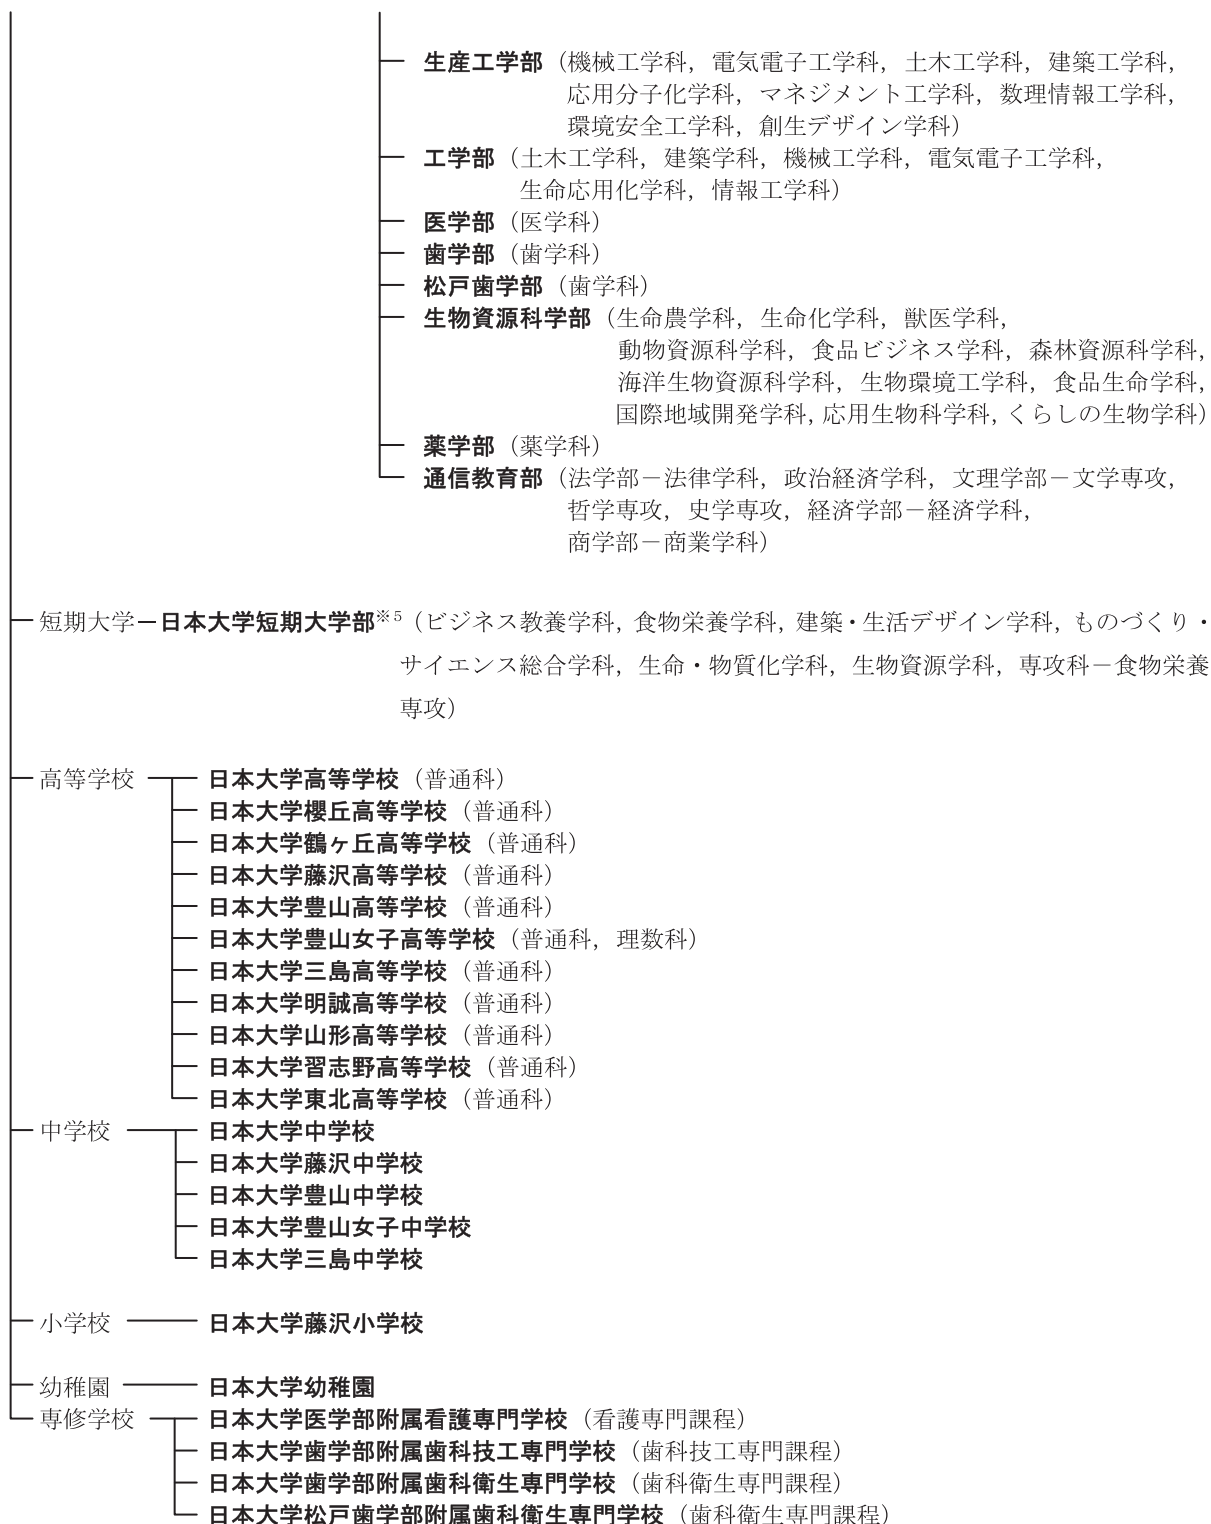 生産工学部（機械工学科，電気電子工学科，土木工学科，建築工学科，
応用分子化学科，マネジメント工学科，数理情報工学科，
環境安全工学科，創生デザイン学科）
工学部（土木工学科，建築学科，機械工学科，電気電子工学科，
生命応用化学科，情報工学科）
医学部（医学科）
歯学部（歯学科）
松戸歯学部（歯学科）
生物資源科学部（生命農学科，生命化学科，獣医学科，
動物資源科学科，食品ビジネス学科，森林資源科学科，
海洋生物資源科学科，生物環境工学科，食品生命学科，
国際地域開発学科，応用生物科学科，くらしの生物学科）
薬学部（薬学科）
通信教育部（法学部－法律学科，政治経済学科，文理学部－文学専攻，
哲学専攻，史学専攻，経済学部－経済学科，
商学部－商業学科）
短期大学 日本大学短期大学部※5（ビジネス教養学科，食物栄養学科，建築・生活デザイン学科，ものづくり・
サイエンス総合学科，生命・物質化学科，生物資源学科，専攻科－食物栄養
専攻）
高等学校 日本大学高等学校（普通科）
日本大学櫻丘高等学校（普通科）
日本大学鶴ヶ丘高等学校（普通科）
日本大学藤沢高等学校（普通科）
日本大学豊山高等学校（普通科）
日本大学豊山女子高等学校（普通科，理数科）
日本大学三島高等学校（普通科）
日本大学明誠高等学校（普通科）
日本大学山形高等学校（普通科）
日本大学習志野高等学校（普通科）
日本大学東北高等学校（普通科）
中学校 日本大学中学校
日本大学藤沢中学校
日本大学豊山中学校
日本大学豊山女子中学校
日本大学三島中学校
小学校 日本大学藤沢小学校
幼稚園 日本大学幼稚園
専修学校 日本大学医学部附属看護専門学校（看護専門課程）
日本大学歯学部附属歯科技工専門学校（歯科技工専門課程）
日本大学歯学部附属歯科衛生専門学校（歯科衛生専門課程）
日本大学松戸歯学部附属歯科衛生専門学校（歯科衛生専門課程）